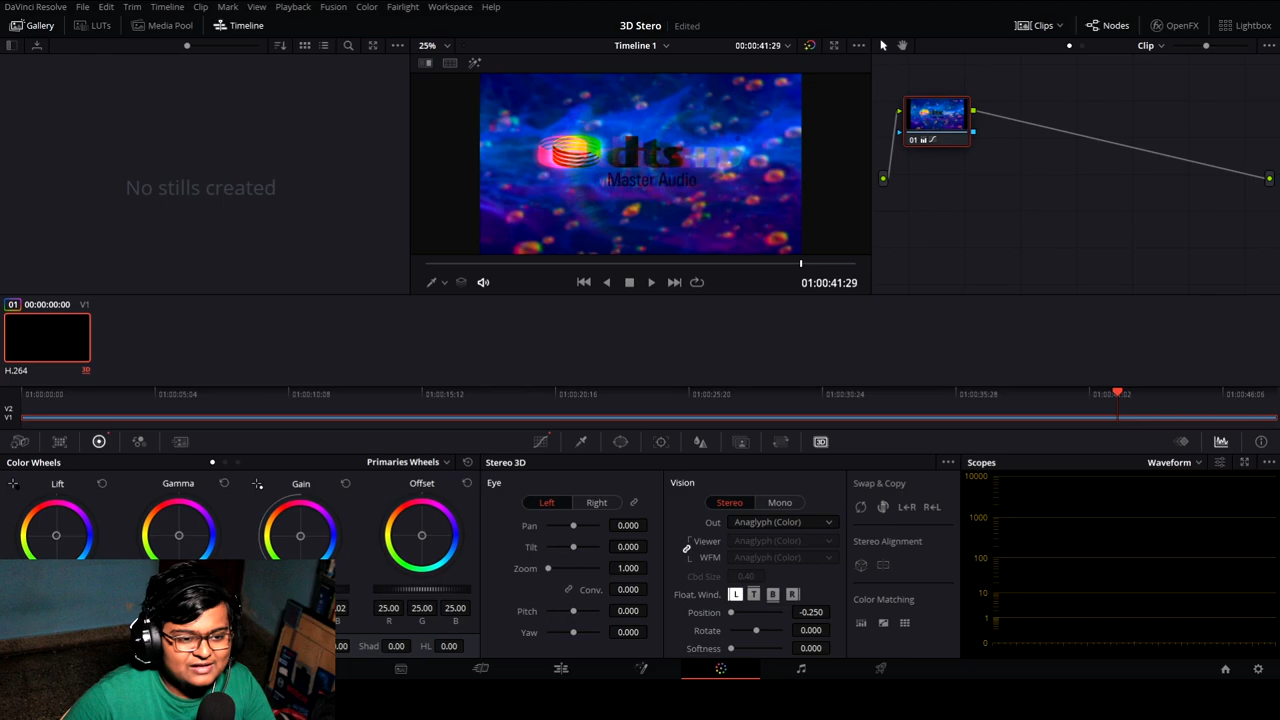 DaVinci Resolve File Edit Trim Timeline Clip Mark View Playback Fusion Color Fairlight Workspace Help
Gallery LUTs Media Pool Timeline 3D Stero Edited Clips Nodes OpenFX Lightbox
25% Timeline 1 00:00:41:29 Clip
No stills created
dts
Master Audio
01
01:00:41:29
01 00:00:00:00 V1
H.264 3D
01:00:00:00 01:00:05:04 01:00:10:08 01:00:15:12 01:00:20:16 01:00:25:20 01:00:30:24 01:00:35:28 01:00:46:06
V2
V1
3D
Color Wheels Primaries Wheels Stereo 3D Scopes Waveform
Lift Gamma Gain Offset Eye Vision Swap & Copy
Left Right Stereo Mono
L←R R←L
Pan 0.000 Out Anaglyph (Color)
Tilt 0.000 Viewer Anaglyph (Color) Stereo Alignment
WFM Anaglyph (Color)
Zoom 1.000 Cbd Size 0.40
Conv. 0.000 Float. Wind. L T B R Color Matching
25.00 25.00 25.00 Pitch 0.000 Position -0.250
R G B
Yaw 0.000 Rotate 0.000
Shad 0.00 HL 0.00 Softness 0.000
10000
1000
100
10
1
0